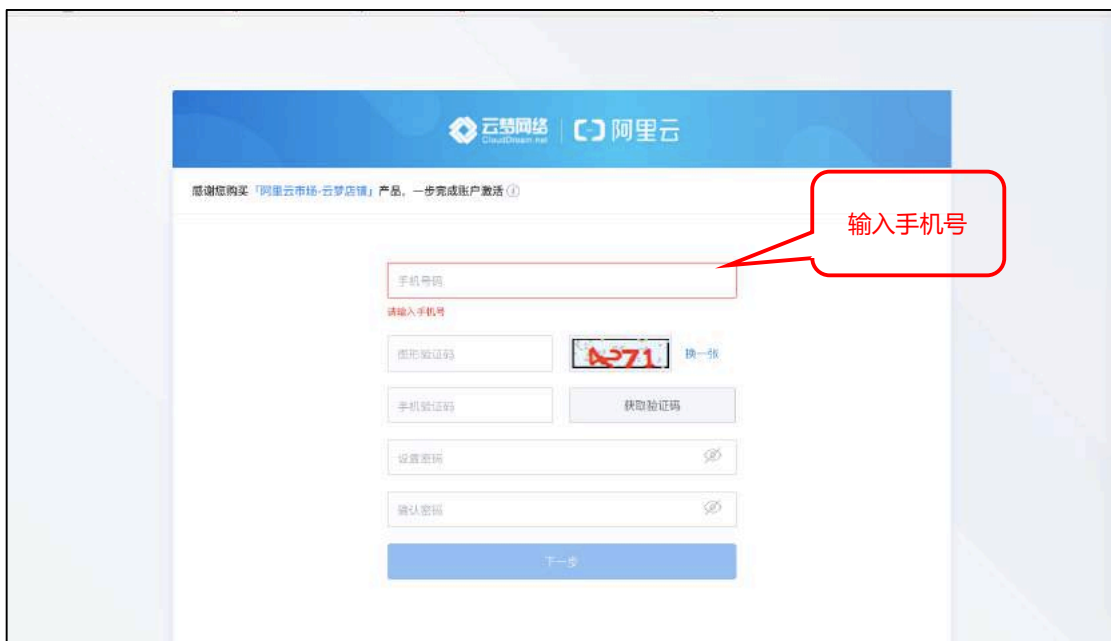 云梦网络 CloudDream.net 阿里云
感谢您购买「阿里云市场-云梦店铺」产品，一步完成账户激活
输入手机号
手机号码
请输入手机号
图形验证码 换一张
手机验证码 获取验证码
设置密码
确认密码
下一步